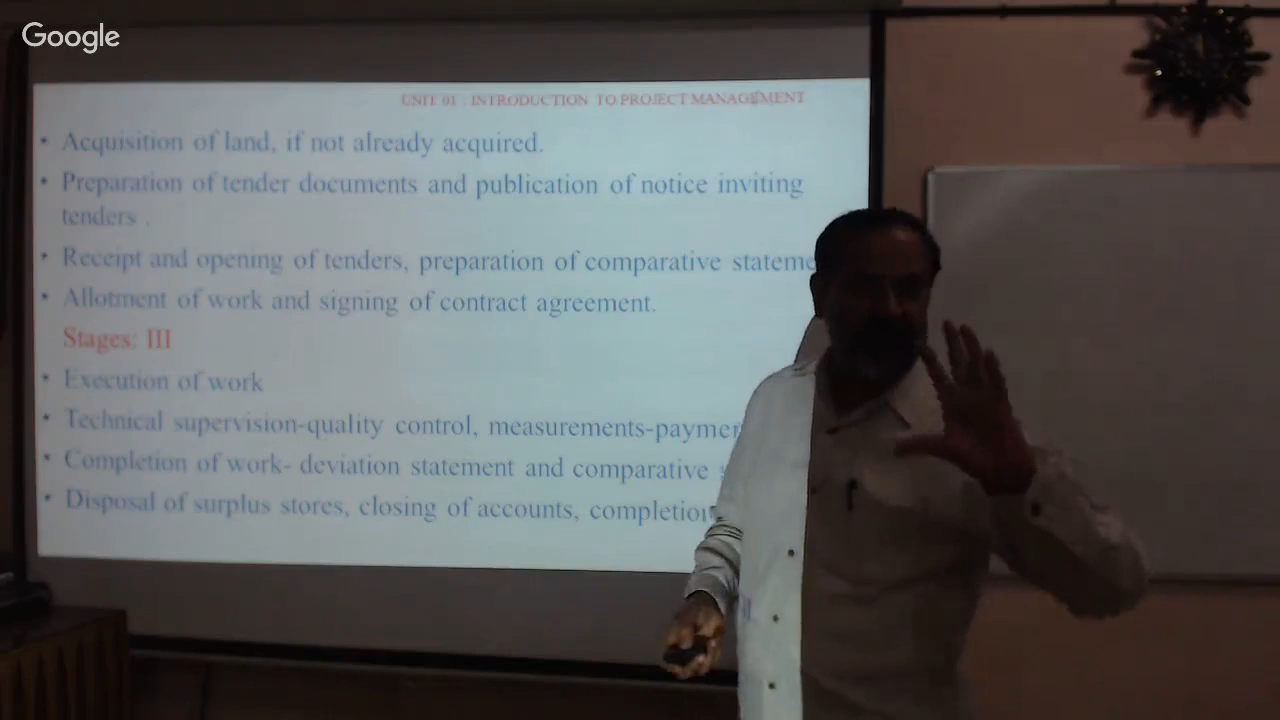 Google
UNIT 01 : INTRODUCTION TO PROJECT MANAGEMENT
• Acquisition of land, if not already acquired.
• Preparation of tender documents and publication of notice inviting
tenders .
• Receipt and opening of tenders, preparation of comparative stateme
• Allotment of work and signing of contract agreement.
Stages: III
• Execution of work
• Technical supervision-quality control, measurements-paymen
• Completion of work- deviation statement and comparative
• Disposal of surplus stores, closing of accounts, completion